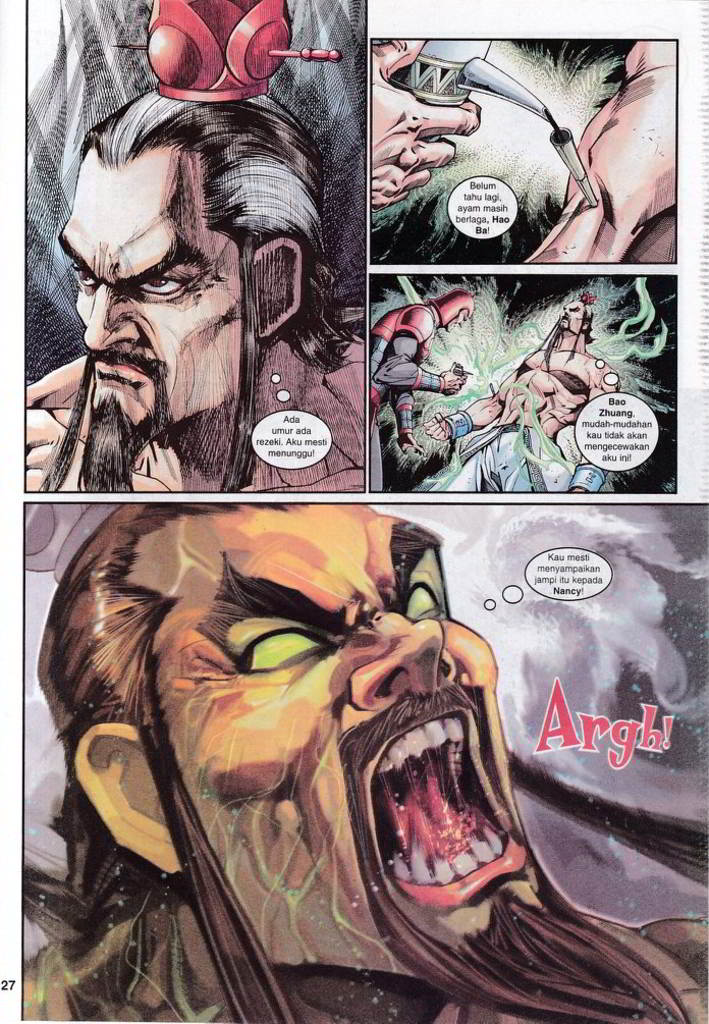 Ada
umur ada
rezeki. Aku mesti
menunggu!
Belum
tahu lagi,
ayam masih
berlaga, Hao
Ba!
Bao
Zhuang,
mudah-mudahan
kau tidak akan
mengecewakan
aku ini!
Kau mesti
menyampaikan
jampi itu kepada
Nancy!
Argh!
27